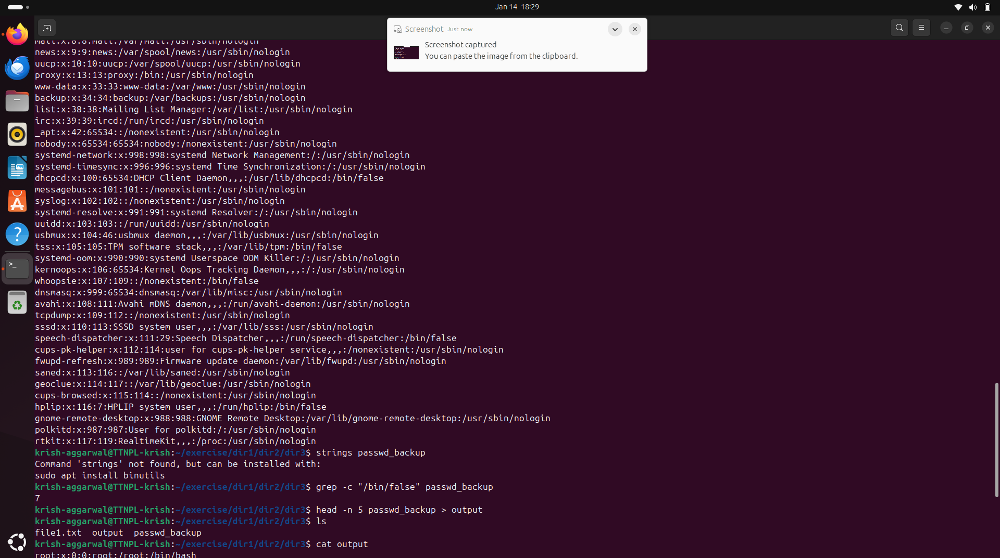 Jan 14 18:29
Screenshot Just now
Screenshot captured
You can paste the image from the clipboard.
mail:x:8:8:mail:/var/mail:/usr/sbin/nologin
news:x:9:9:news:/var/spool/news:/usr/sbin/nologin
uucp:x:10:10:uucp:/var/spool/uucp:/usr/sbin/nologin
proxy:x:13:13:proxy:/bin:/usr/sbin/nologin
www-data:x:33:33:www-data:/var/www:/usr/sbin/nologin
backup:x:34:34:backup:/var/backups:/usr/sbin/nologin
list:x:38:38:Mailing List Manager:/var/list:/usr/sbin/nologin
irc:x:39:39:ircd:/run/ircd:/usr/sbin/nologin
_apt:x:42:65534::/nonexistent:/usr/sbin/nologin
nobody:x:65534:65534:nobody:/nonexistent:/usr/sbin/nologin
systemd-network:x:998:998:systemd Network Management:/:/usr/sbin/nologin
systemd-timesync:x:996:996:systemd Time Synchronization:/:/usr/sbin/nologin
dhcpcd:x:100:65534:DHCP Client Daemon,,,:/usr/lib/dhcpcd:/bin/false
messagebus:x:101:101::/nonexistent:/usr/sbin/nologin
syslog:x:102:102::/nonexistent:/usr/sbin/nologin
systemd-resolve:x:991:991:systemd Resolver:/:/usr/sbin/nologin
uuidd:x:103:103::/run/uuidd:/usr/sbin/nologin
usbmux:x:104:46:usbmux daemon,,,:/var/lib/usbmux:/usr/sbin/nologin
tss:x:105:105:TPM software stack,,,:/var/lib/tpm:/bin/false
systemd-oom:x:990:990:systemd Userspace OOM Killer:/:/usr/sbin/nologin
kernoops:x:106:65534:Kernel Oops Tracking Daemon,,,:/:/usr/sbin/nologin
whoopsie:x:107:109::/nonexistent:/bin/false
dnsmasq:x:999:65534:dnsmasq:/var/lib/misc:/usr/sbin/nologin
avahi:x:108:111:Avahi mDNS daemon,,,:/run/avahi-daemon:/usr/sbin/nologin
tcpdump:x:109:112::/nonexistent:/usr/sbin/nologin
sssd:x:110:113:SSSD system user,,,:/var/lib/sss:/usr/sbin/nologin
speech-dispatcher:x:111:29:Speech Dispatcher,,,:/run/speech-dispatcher:/bin/false
cups-pk-helper:x:112:114:user for cups-pk-helper service,,,:/nonexistent:/usr/sbin/nologin
fwupd-refresh:x:989:989:Firmware update daemon:/var/lib/fwupd:/usr/sbin/nologin
saned:x:113:116::/var/lib/saned:/usr/sbin/nologin
geoclue:x:114:117::/var/lib/geoclue:/usr/sbin/nologin
cups-browsed:x:115:114::/nonexistent:/usr/sbin/nologin
hplip:x:116:7:HPLIP system user,,,:/run/hplip:/bin/false
gnome-remote-desktop:x:988:988:GNOME Remote Desktop:/var/lib/gnome-remote-desktop:/usr/sbin/nologin
polkitd:x:987:987:User for polkitd:/:/usr/sbin/nologin
rtkit:x:117:119:RealtimeKit,,,:/proc:/usr/sbin/nologin
krish-aggarwal@TTNPL-krish:~/exercise/dir1/dir2/dir3$ strings passwd_backup
Command 'strings' not found, but can be installed with:
sudo apt install binutils
krish-aggarwal@TTNPL-krish:~/exercise/dir1/dir2/dir3$ grep -c "/bin/false" passwd_backup
7
krish-aggarwal@TTNPL-krish:~/exercise/dir1/dir2/dir3$ head -n 5 passwd_backup > output
krish-aggarwal@TTNPL-krish:~/exercise/dir1/dir2/dir3$ ls
file1.txt  output  passwd_backup
krish-aggarwal@TTNPL-krish:~/exercise/dir1/dir2/dir3$ cat output
root:x:0:0:root:/root:/bin/bash